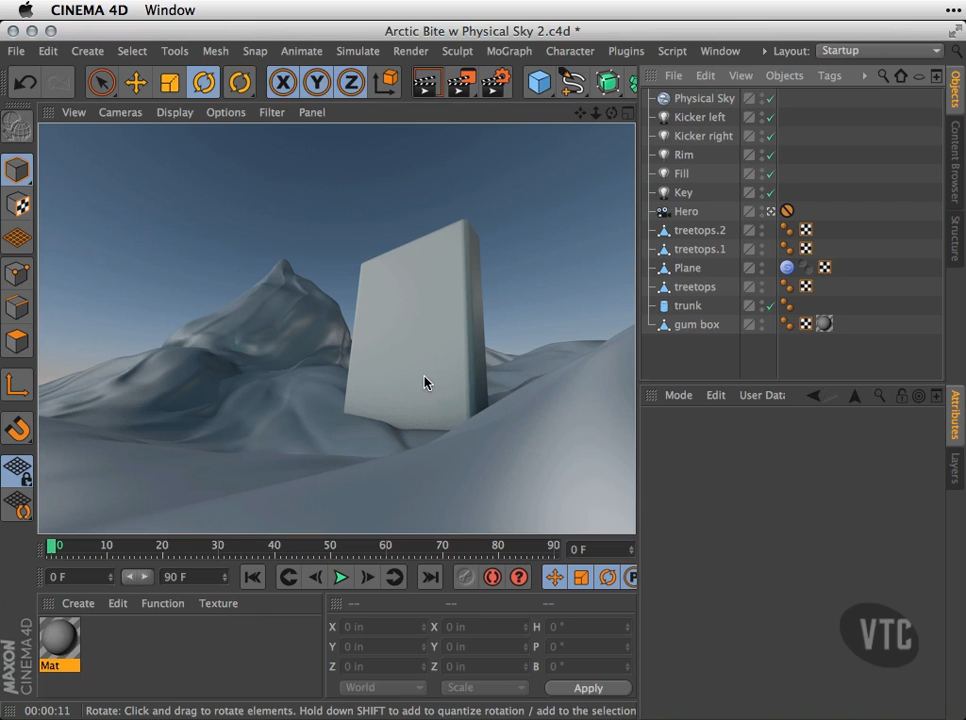 CINEMA 4D Window
Arctic Bite w Physical Sky 2.c4d *
File Edit Create Select Tools Mesh Snap Animate Simulate Render Sculpt MoGraph Character Plugins Script Window Layout: Startup
X Y Z
File Edit View Objects Tags
View Cameras Display Options Filter Panel
Physical Sky
Kicker left
Kicker right
Rim
Fill
Key
Hero
treetops.2
treetops.1
Plane
treetops
trunk
gum box
Objects
Content Browser
Structure
Mode Edit User Data
Attributes
Layers
0 10 20 30 40 50 60 70 80 90 0 F
0 F 90 F
Create Edit Function Texture
-- -- --
X 0 in X 0 in H 0 °
Y 0 in Y 0 in P 0 °
Z 0 in Z 0 in B 0 °
World Scale Apply
Mat
MAXON
CINEMA 4D
VTC
00:00:11 Rotate: Click and drag to rotate elements. Hold down SHIFT to add to quantize rotation / add to the selection